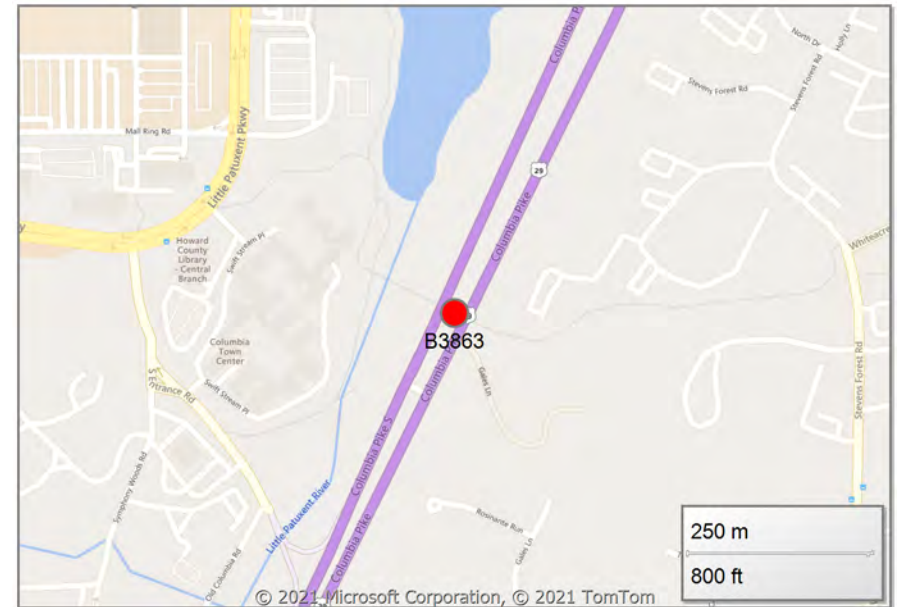 Columbia P
North Dr
Holly Ln
Stevens Forest Rd
Stevens Forest Rd
Mall Ring Rd
Little Patuxent Pkwy
29
Columbia Pike
Whiteacre
y
Howard
County
Library
- Central
Branch
Swift Stream Pl
B3863
Columbia
Town
Center
Columbia P
Gales Ln
Stevens Forest Rd
S Entrance Rd
Swift Stream Pl
Columbia Pike S
Symphony Woods Rd
Little Patuxent River
Rosinante Run
Gales Ln
Old Columbia Rd
Columbia Pike
250 m
800 ft
© 2021 Microsoft Corporation, © 2021 TomTom